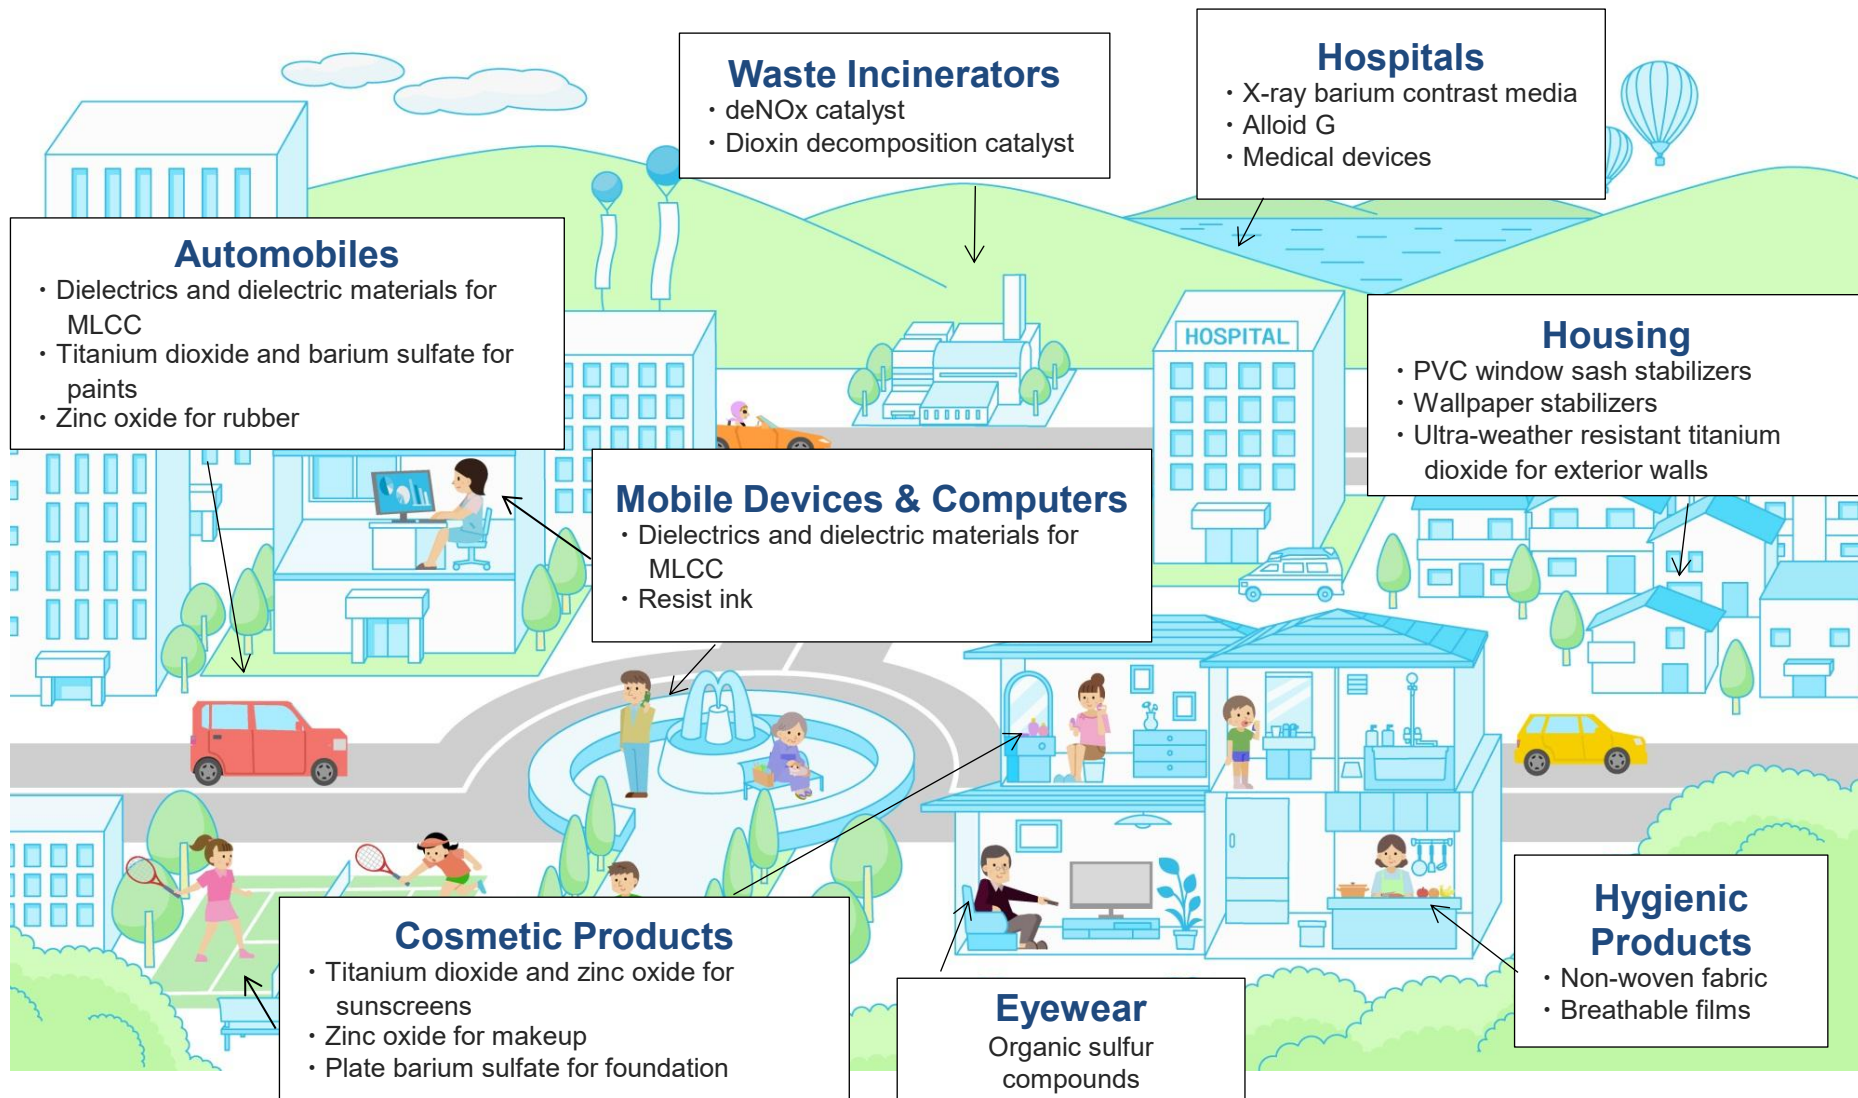 Waste Incinerators
・deNOx catalyst
・Dioxin decomposition catalyst
Hospitals
・X-ray barium contrast media
・Alloid G
・Medical devices
Automobiles
・Dielectrics and dielectric materials for
MLCC
・Titanium dioxide and barium sulfate for
paints
・Zinc oxide for rubber
HOSPITAL
Housing
・PVC window sash stabilizers
・Wallpaper stabilizers
・Ultra-weather resistant titanium
dioxide for exterior walls
Mobile Devices & Computers
・Dielectrics and dielectric materials for
MLCC
・Resist ink
Cosmetic Products
・Titanium dioxide and zinc oxide for
sunscreens
・Zinc oxide for makeup
・Plate barium sulfate for foundation
Eyewear
Organic sulfur
compounds
Hygienic
Products
・Non-woven fabric
・Breathable films